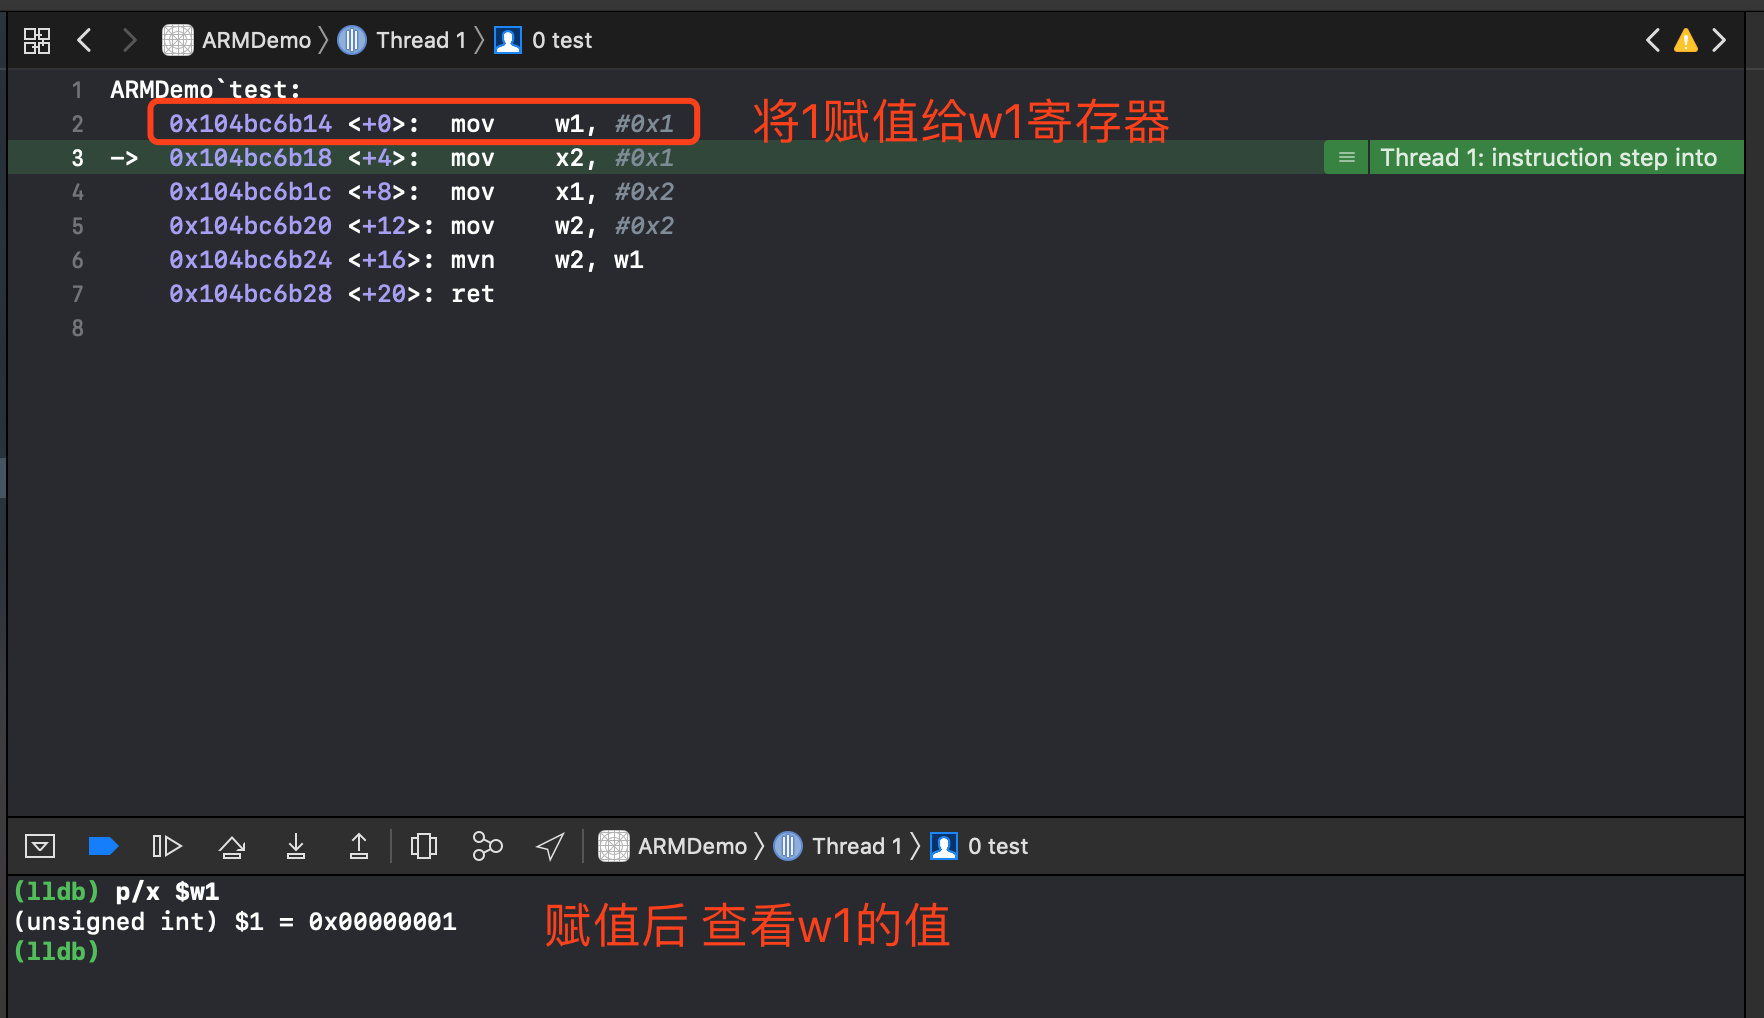 ARMDemo 〉 Thread 1 〉 0 test
1 ARMDemo`test:
2 0x104bc6b14 <+0>: mov w1, #0x1
将1赋值给w1寄存器
3 -> 0x104bc6b18 <+4>: mov x2, #0x1 Thread 1: instruction step into
4 0x104bc6b1c <+8>: mov x1, #0x2
5 0x104bc6b20 <+12>: mov w2, #0x2
6 0x104bc6b24 <+16>: mvn w2, w1
7 0x104bc6b28 <+20>: ret
8
ARMDemo 〉 Thread 1 〉 0 test
(lldb) p/x $w1
(unsigned int) $1 = 0x00000001
赋值后 查看w1的值
(lldb)